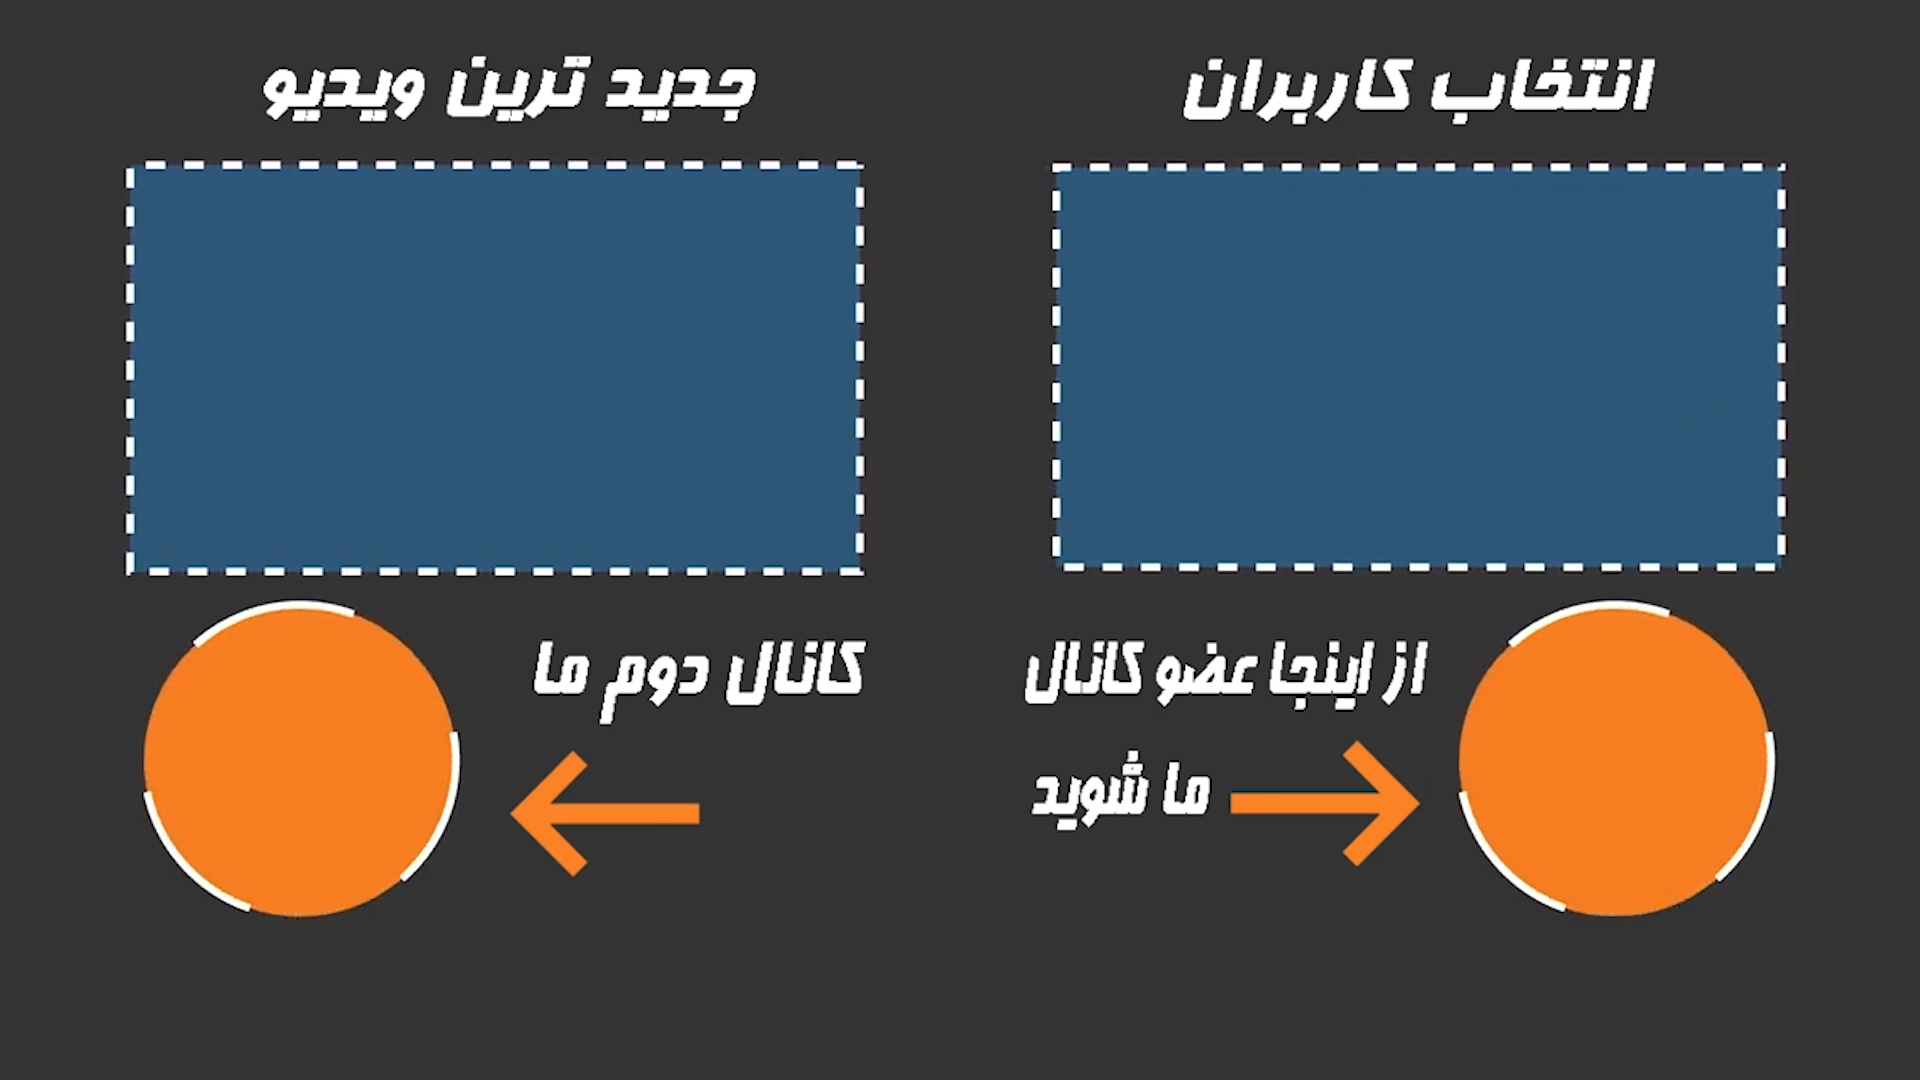 انتخاب کاربران
جدید ترین ویدیو
از اینجا عضو کانال
ما شوید
کانال دوم ما